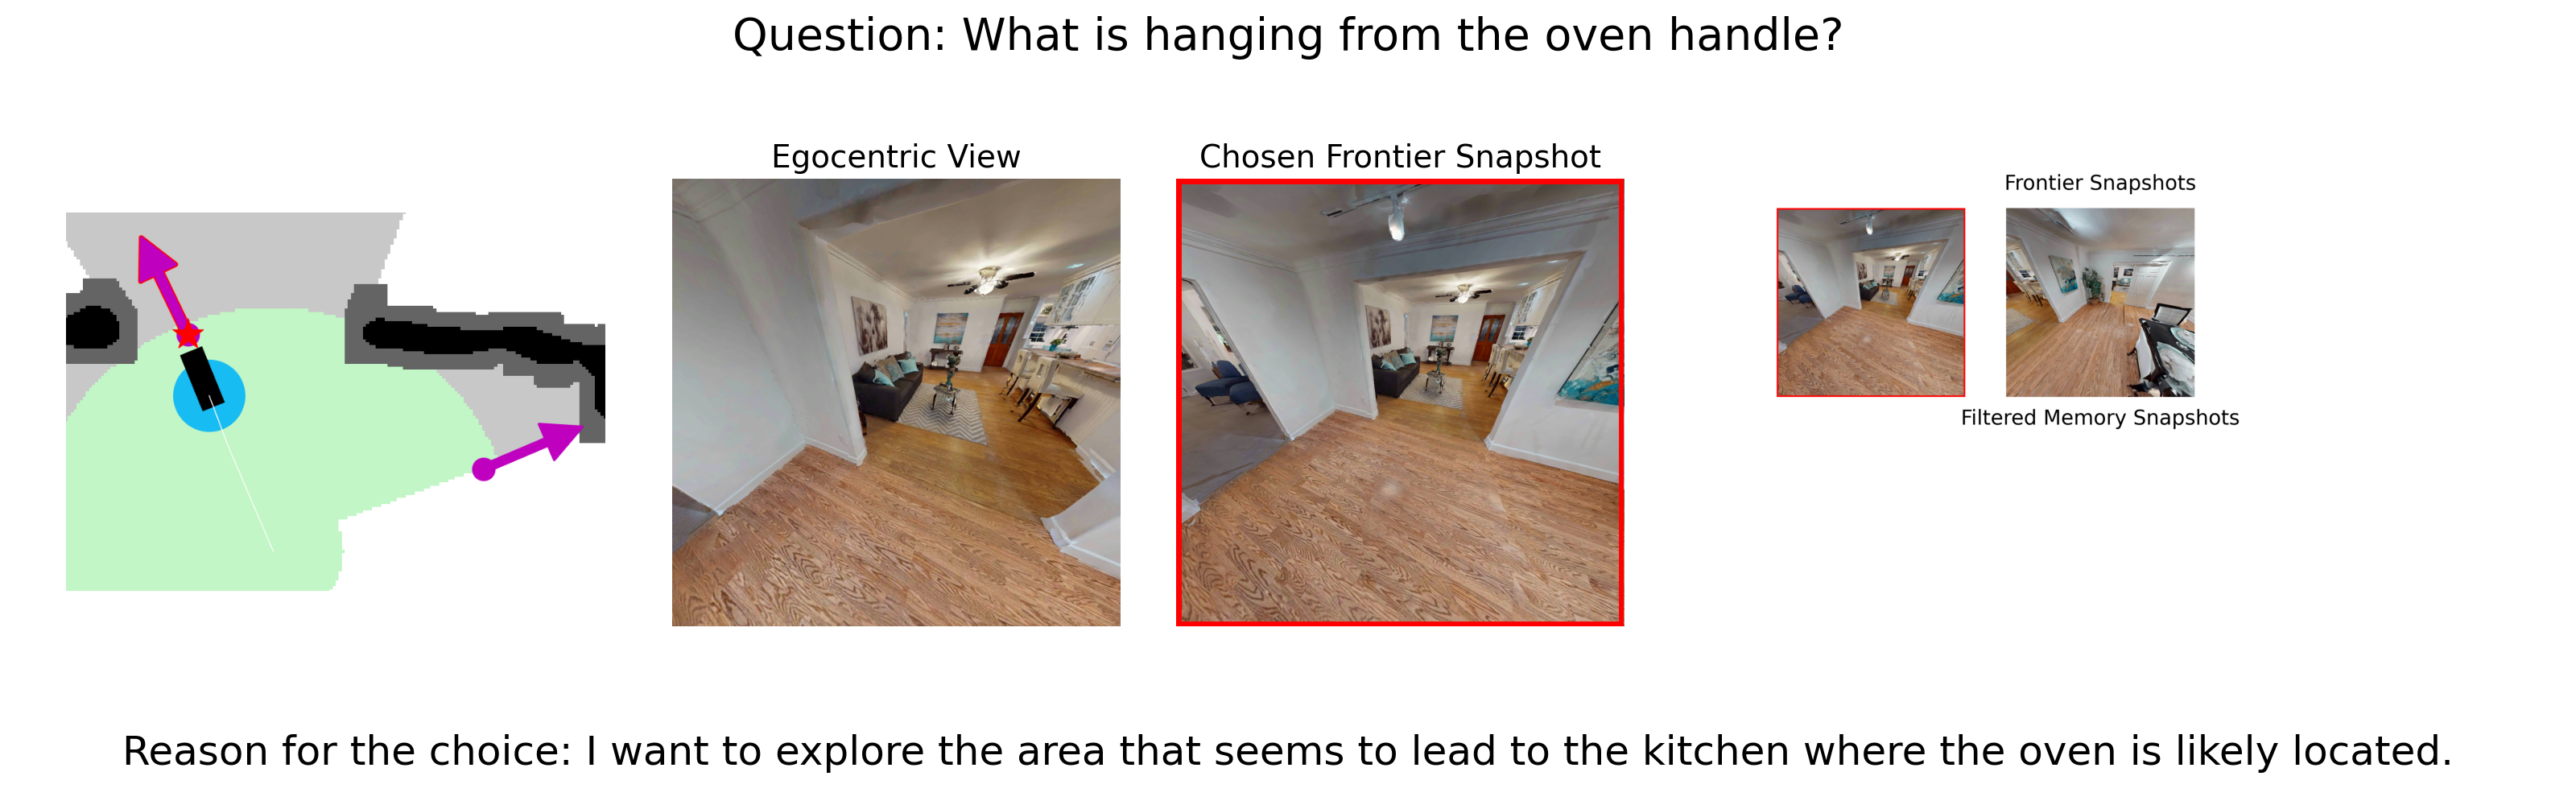 Question: What is hanging from the oven handle?
Egocentric View
Chosen Frontier Snapshot
Frontier Snapshots
Filtered Memory Snapshots
Reason for the choice: I want to explore the area that seems to lead to the kitchen where the oven is likely located.